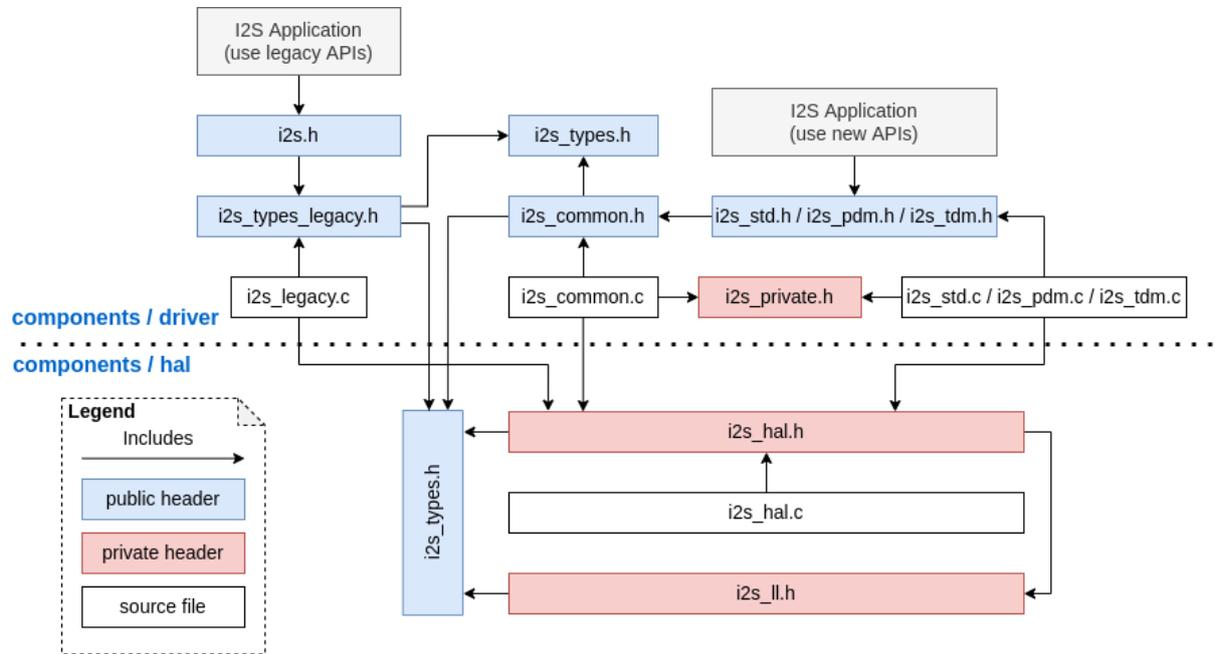 I2S Application
(use legacy APIs)
I2S Application
(use new APIs)
i2s.h
i2s_types.h
i2s_types_legacy.h
i2s_common.h
i2s_std.h / i2s_pdm.h / i2s_tdm.h
i2s_legacy.c
i2s_common.c
i2s_private.h
i2s_std.c / i2s_pdm.c / i2s_tdm.c
components / driver
components / hal
Legend
Includes
public header
private header
source file
i2s_types.h
i2s_hal.h
i2s_hal.c
i2s_ll.h